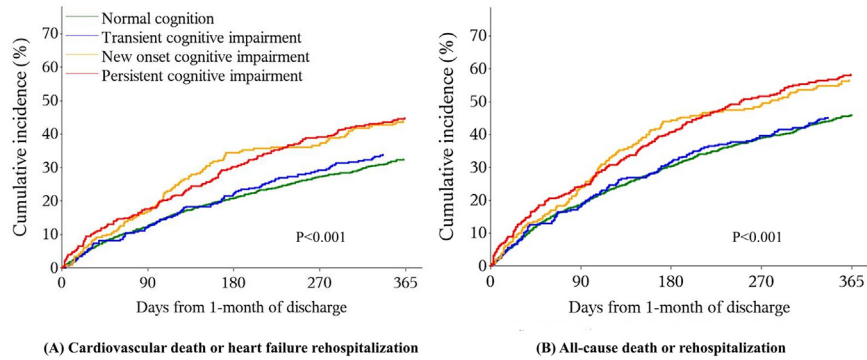 (A)
Cumulative incidence (%)
70
60
50
40
30
20
10
0
Normal cognition
Transient cognitive impairment
New onset cognitive impairment
Persistent cognitive impairment
P<0.001
0 90 180 270 365
Days from 1-month of discharge
(A) Cardiovascular death or heart failure rehospitalization
(B)
Cumulative incidence (%)
70
60
50
40
30
20
10
0
P<0.001
0 90 180 270 365
Days from 1-month of discharge
(B) All-cause death or rehospitalization